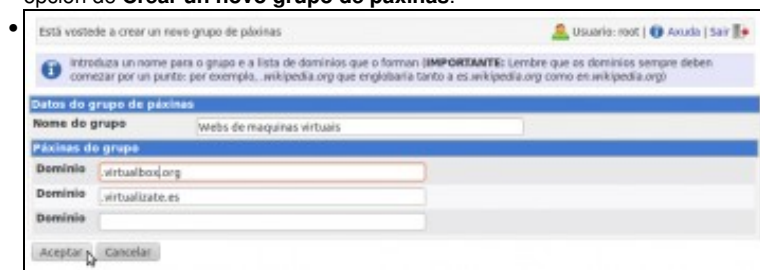 opción de Crear un novo grupo de páxinas:
Está vostede a crear un novo grupo de páxinas
Usuario: root | Axuda | Sair
Introduza un nome para o grupo e a lista de dominios que o forman (IMPORTANTE: Lembre que os dominios sempre deben
comezar por un punto: por exemplo, .wikipedia.org que englobaría tanto a es.wikipedia.org como en.wikipedia.org)
Datos do grupo de páxinas
Nome do grupo Webs de maquinas virtuais
Páxinas do grupo
Dominio .virtualbox.org
Dominio .virtualizate.es
Dominio
Aceptar Cancelar